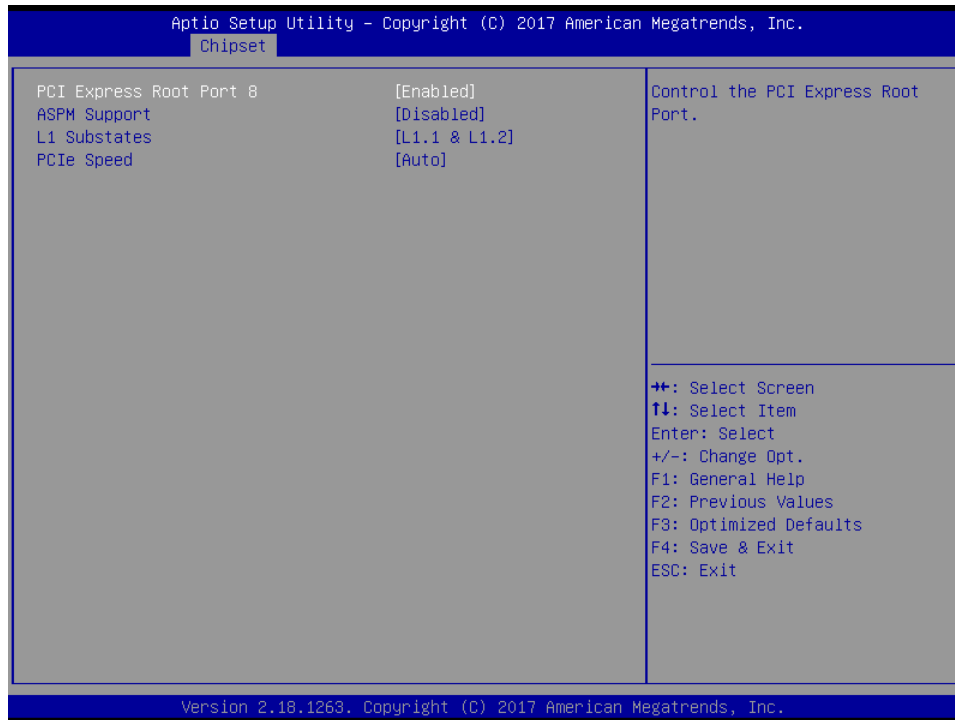 Aptio Setup Utility – Copyright (C) 2017 American Megatrends, Inc.
Chipset
PCI Express Root Port 8 [Enabled]
ASPM Support [Disabled]
L1 Substates [L1.1 & L1.2]
PCIe Speed [Auto]
Control the PCI Express Root
Port.
→←: Select Screen
↑↓: Select Item
Enter: Select
+/-: Change Opt.
F1: General Help
F2: Previous Values
F3: Optimized Defaults
F4: Save & Exit
ESC: Exit
Version 2.18.1263. Copyright (C) 2017 American Megatrends, Inc.